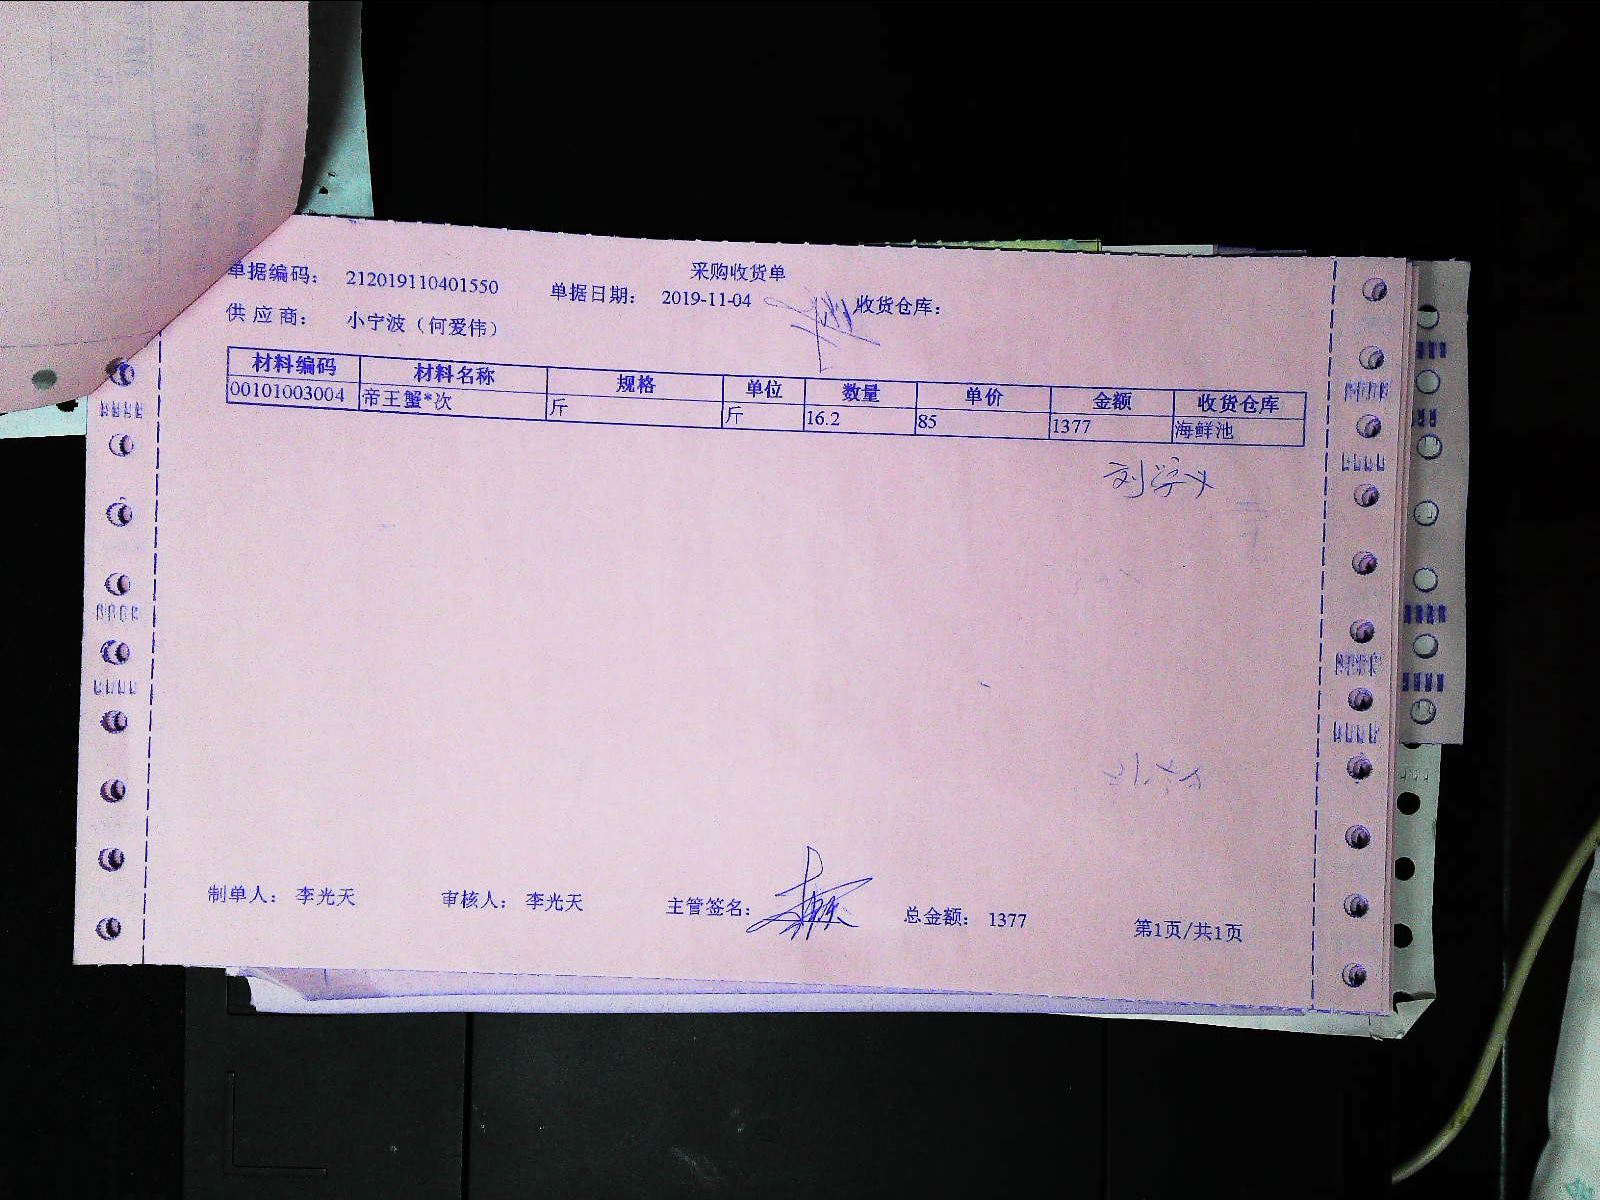 采购收货单
单据编码： 212019110401550 单据日期： 2019-11-04 收货仓库：
供 应 商： 小宁波（何爱伟）
材料编码 材料名称 规格 单位 数量 单价 金额 收货仓库
00101003004 帝王蟹*次 斤 斤 16.2 85 1377 海鲜池
制单人： 李光天 审核人： 李光天 主管签名： 总金额： 1377 第1页/共1页